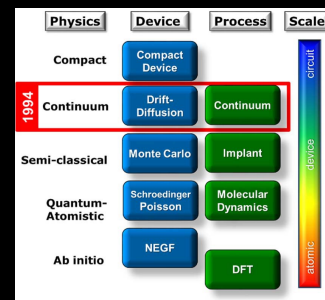 Physics Device Process Scale
Compact
Compact
Device
circuit
1994
Continuum
Drift-
Diffusion
Continuum
Semi-classical
Monte Carlo
Implant
device
Quantum-
Atomistic
Schroedinger
Poisson
Molecular
Dynamics
Ab initio
NEGF
DFT
atomic